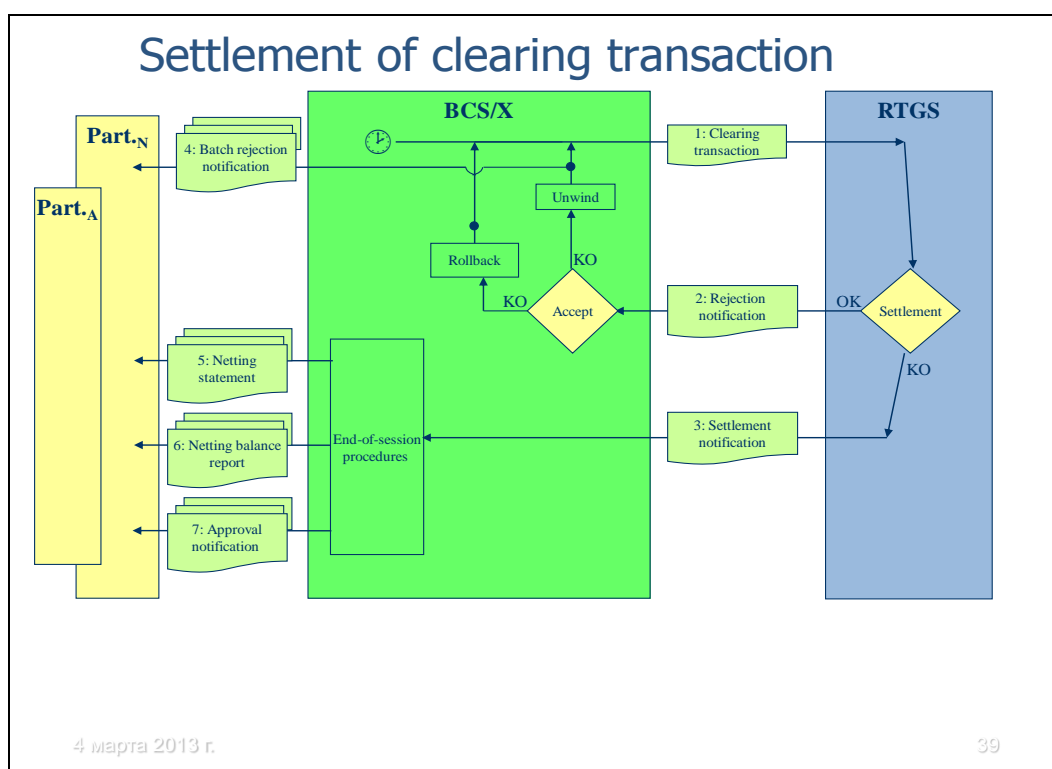 Settlement of clearing transaction
BCS/X
RTGS
Part.N
Part.A
4: Batch rejection
notification
1: Clearing
transaction
Unwind
Rollback
KO
KO
Accept
2: Rejection
notification
OK
Settlement
KO
5: Netting
statement
3: Settlement
notification
6: Netting balance
report
End-of-session
procedures
7: Approval
notification
4 марта 2013 г.
39